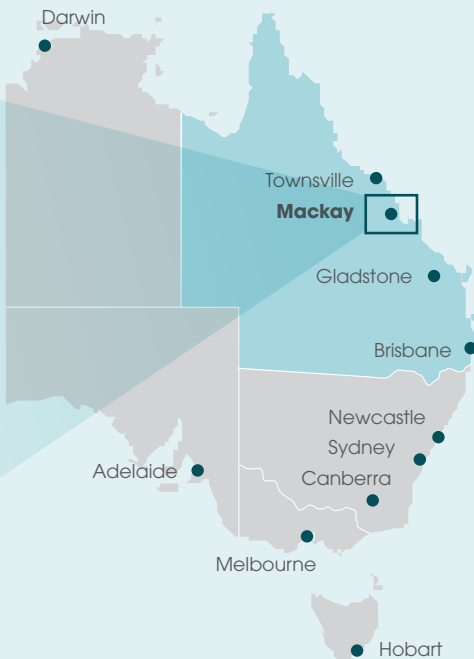 Darwin
Townsville
Mackay
Gladstone
Brisbane
Newcastle
Sydney
Canberra
Adelaide
Melbourne
Hobart